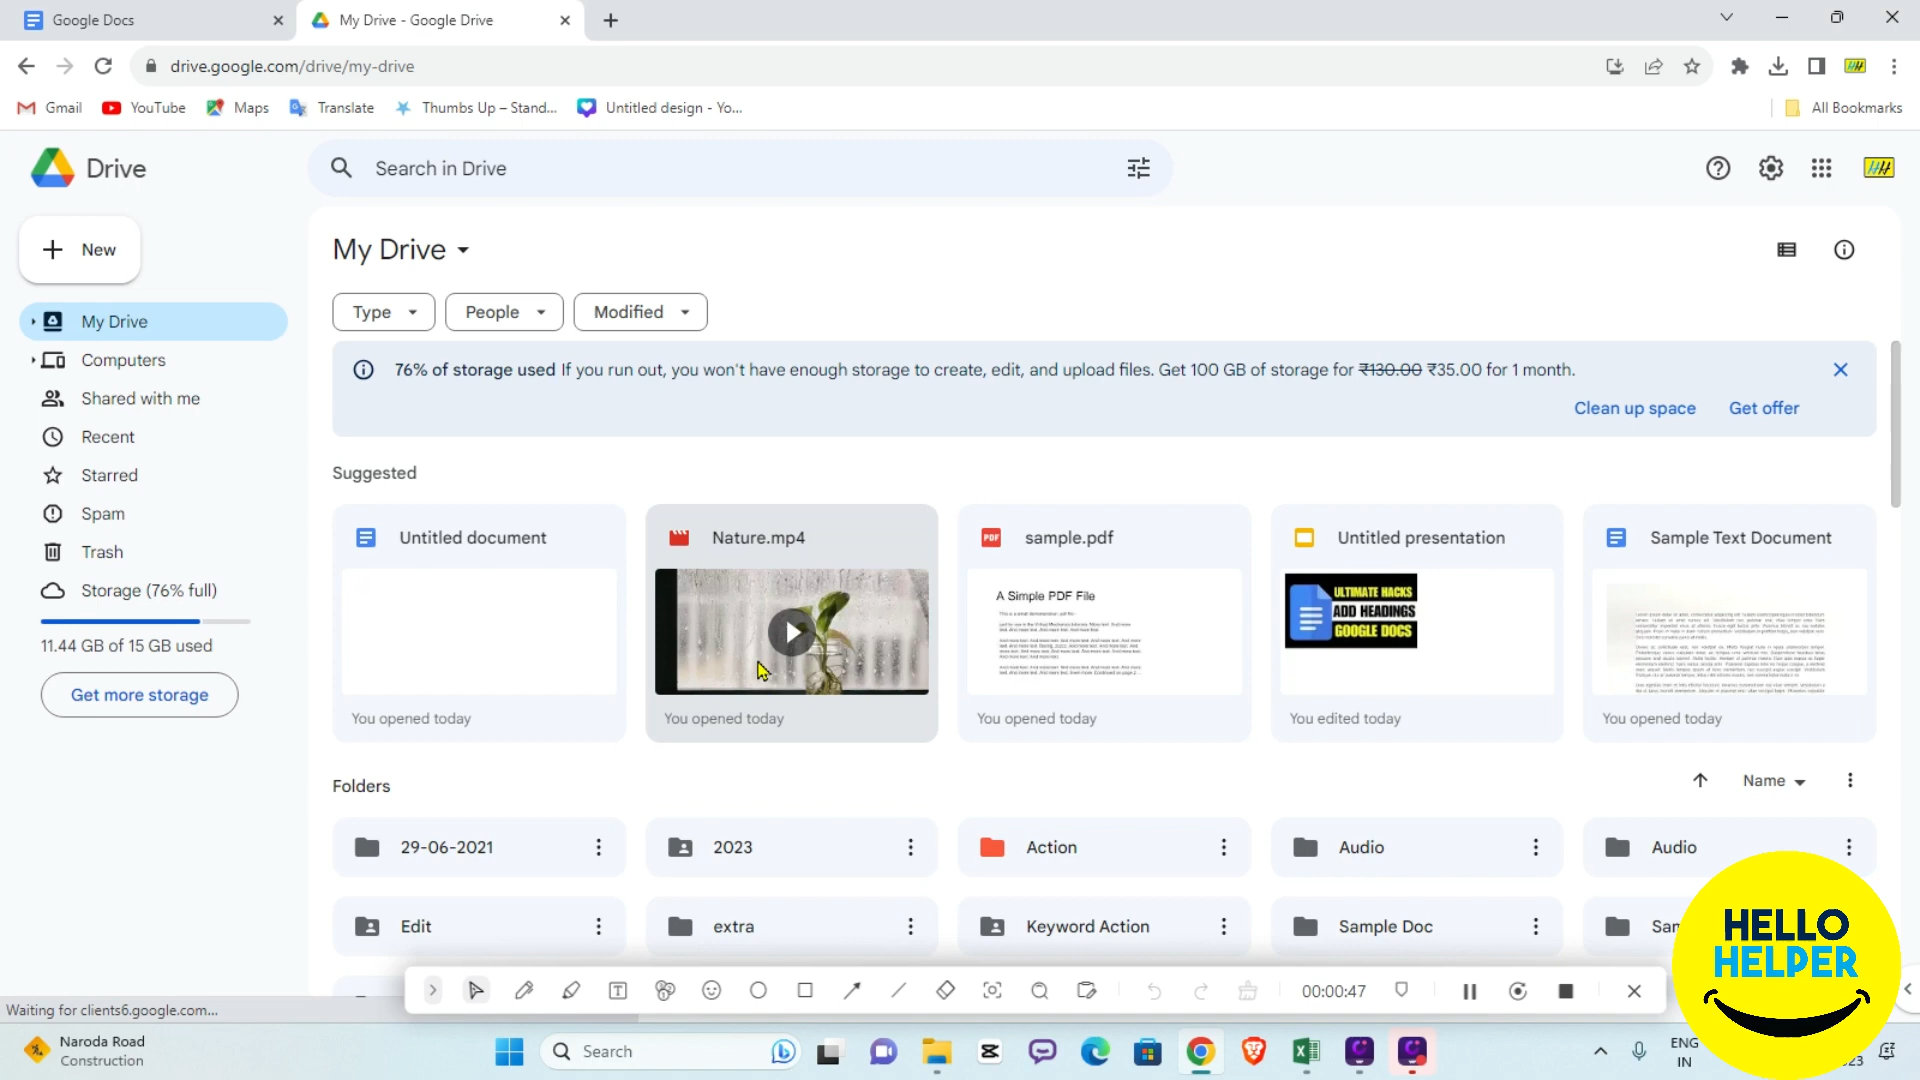 Google Docs
My Drive - Google Drive
drive.google.com/drive/my-drive
Gmail
YouTube
Maps
Translate
Thumbs Up – Stand...
Untitled design - Yo...
All Bookmarks
Drive
Search in Drive
New
My Drive
Type
People
Modified
My Drive
Computers
Shared with me
Recent
Starred
Spam
Trash
Storage (76% full)
11.44 GB of 15 GB used
Get more storage
76% of storage used If you run out, you won't have enough storage to create, edit, and upload files. Get 100 GB of storage for ₹130.00 ₹35.00 for 1 month.
Clean up space
Get offer
Suggested
Untitled document
Nature.mp4
PDF
sample.pdf
Untitled presentation
Sample Text Document
A Simple PDF File
ULTIMATE HACKS
ADD HEADINGS
GOOGLE DOCS
You opened today
You opened today
You opened today
You edited today
You opened today
Folders
Name
29-06-2021
2023
Action
Audio
Audio
Edit
extra
Keyword Action
Sample Doc
HELLO
HELPER
00:00:47
Waiting for clients6.google.com...
Naroda Road
Construction
Search
ENG
IN